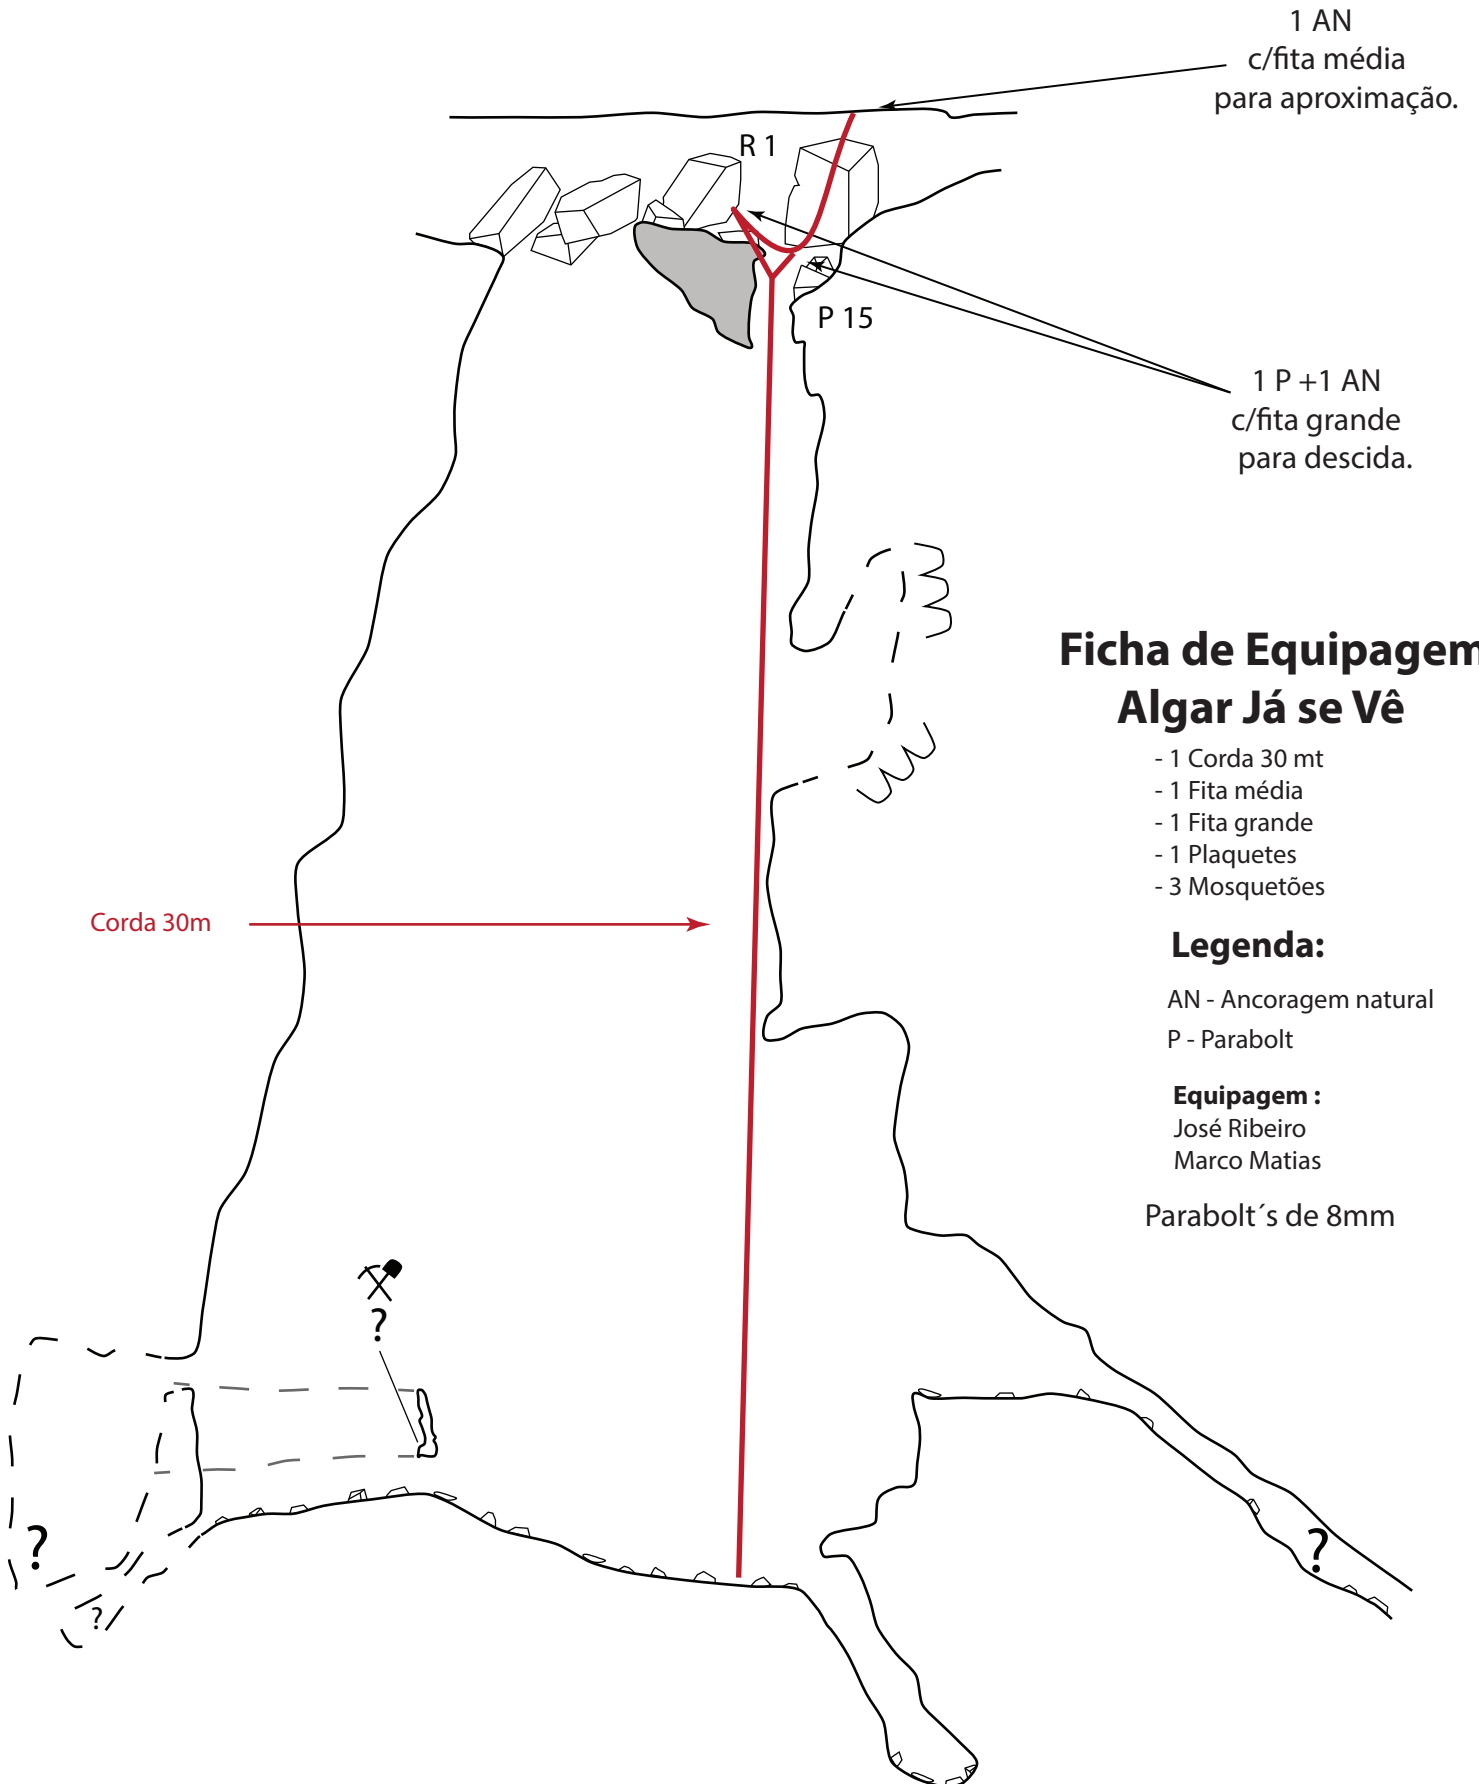 1 AN
c/fita média
para aproximação.
R 1
P 15
1 P +1 AN
c/fita grande
para descida.
Ficha de Equipagem
Algar Já se Vê
- 1 Corda 30 mt
- 1 Fita média
- 1 Fita grande
- 1 Plaquetes
- 3 Mosquetões
Corda 30m
Legenda:
AN - Ancoragem natural
P - Parabolt
Equipagem :
José Ribeiro
Marco Matias
Parabolt´s de 8mm
?
?
?
?